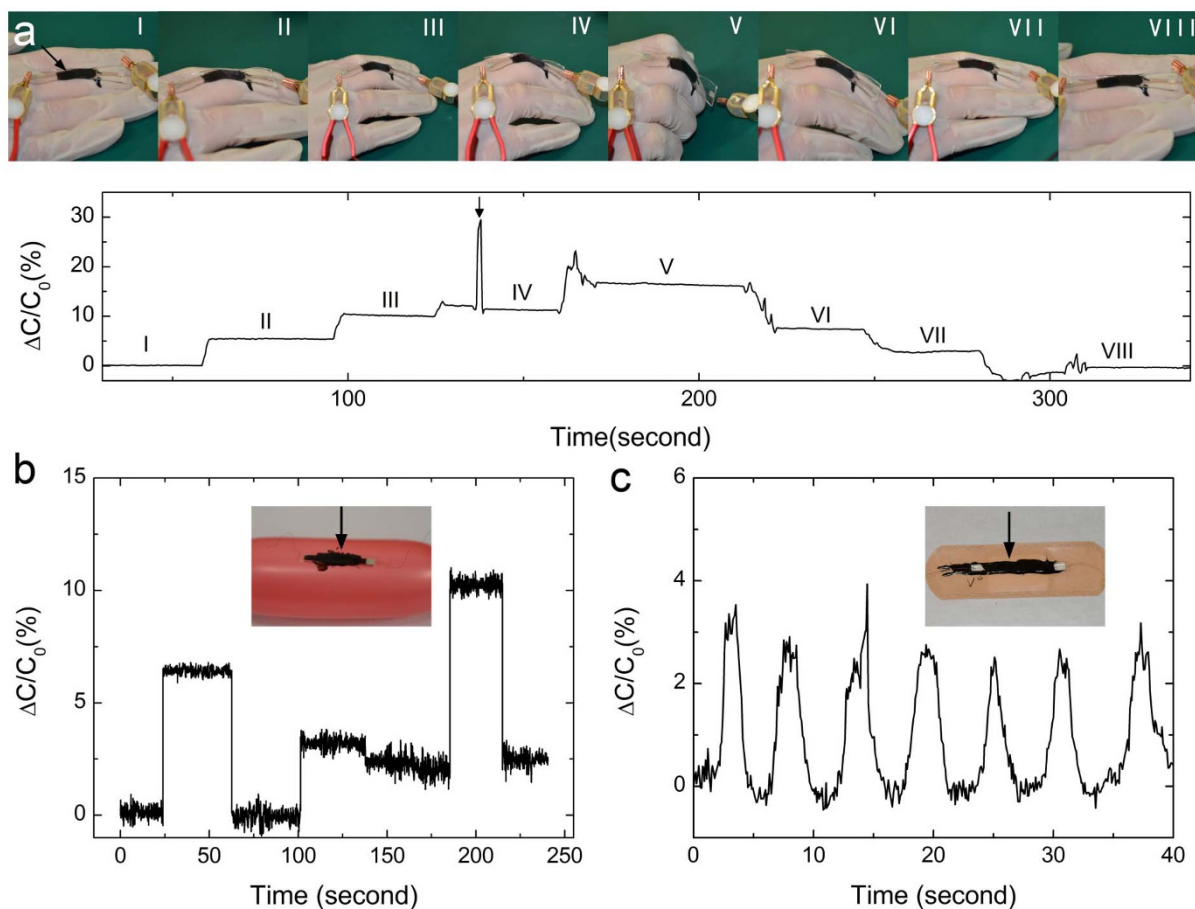 a
I II III IV V VI VII VIII
ΔC/C0(%)
30
20
10
0
I II III IV V VI VII VIII
100 200 300
Time(second)
b
ΔC/C0(%)
15
10
5
0
0 50 100 150 200 250
Time (second)
c
ΔC/C0(%)
6
4
2
0
0 10 20 30 40
Time (second)